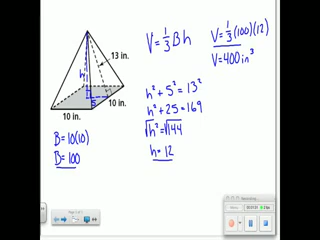 V = 1/3 Bh
V = 1/3 (100)(12)
V = 400 in³
13 in.
h
5
10 in.
10 in.
h² + 5² = 13²
h² + 25 = 169
√h² = √144
h = 12
B = 10(10)
B = 100